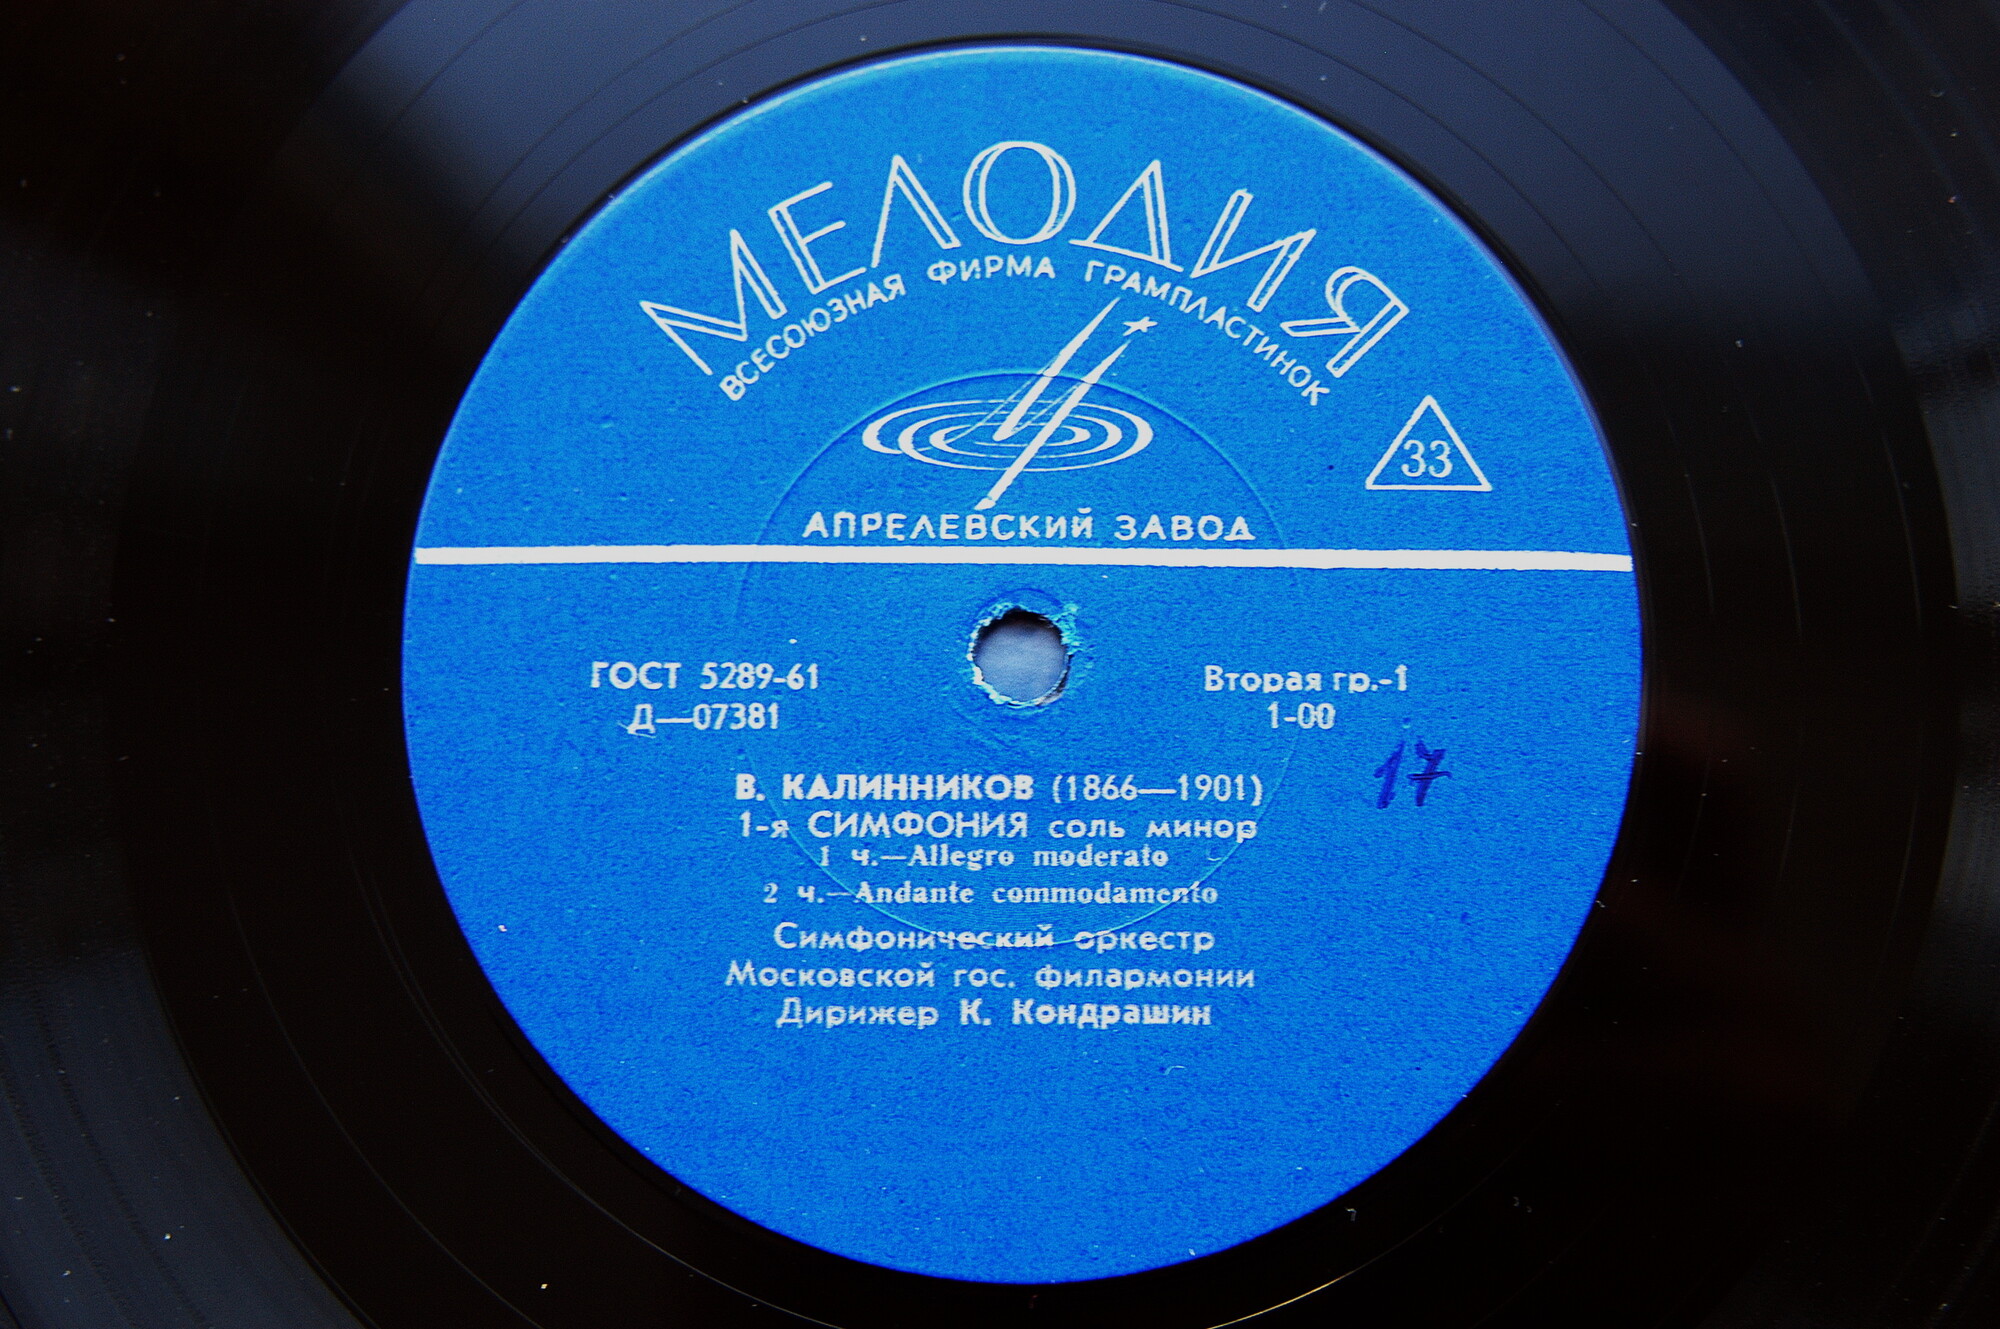 МЕЛОДИЯ
ВСЕСОЮЗНАЯ ФИРМА ГРАМПЛАСТИНОК
33
АПРЕЛЕВСКИЙ ЗАВОД
ГОСТ 5289-61
Вторая гр.-1
Д—07381
1-00
17
В. КАЛИННИКОВ (1866—1901)
1-я СИМФОНИЯ соль минор
1 ч.—Allegro moderato
2 ч.—Andante commodamento
Симфонический оркестр
Московской гос. филармонии
Дирижер К. Кондрашин